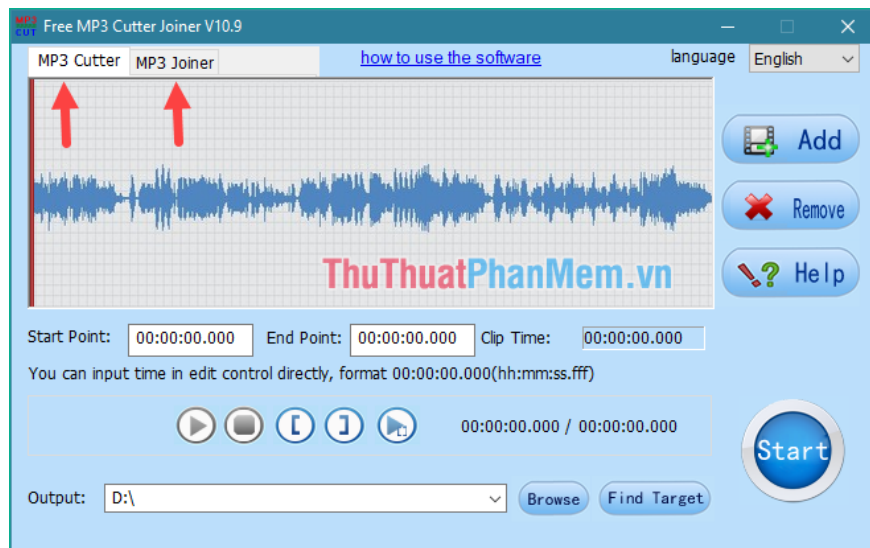 MP3 CUT Free MP3 Cutter Joiner V10.9
MP3 Cutter MP3 Joiner how to use the software language English
Add
Remove
ThuThuatPhanMem.vn
Help
Start Point: 00:00:00.000 End Point: 00:00:00.000 Clip Time: 00:00:00.000
You can input time in edit control directly, format 00:00:00.000(hh:mm:ss.fff)
00:00:00.000 / 00:00:00.000
Start
Output: D:\ Browse Find Target